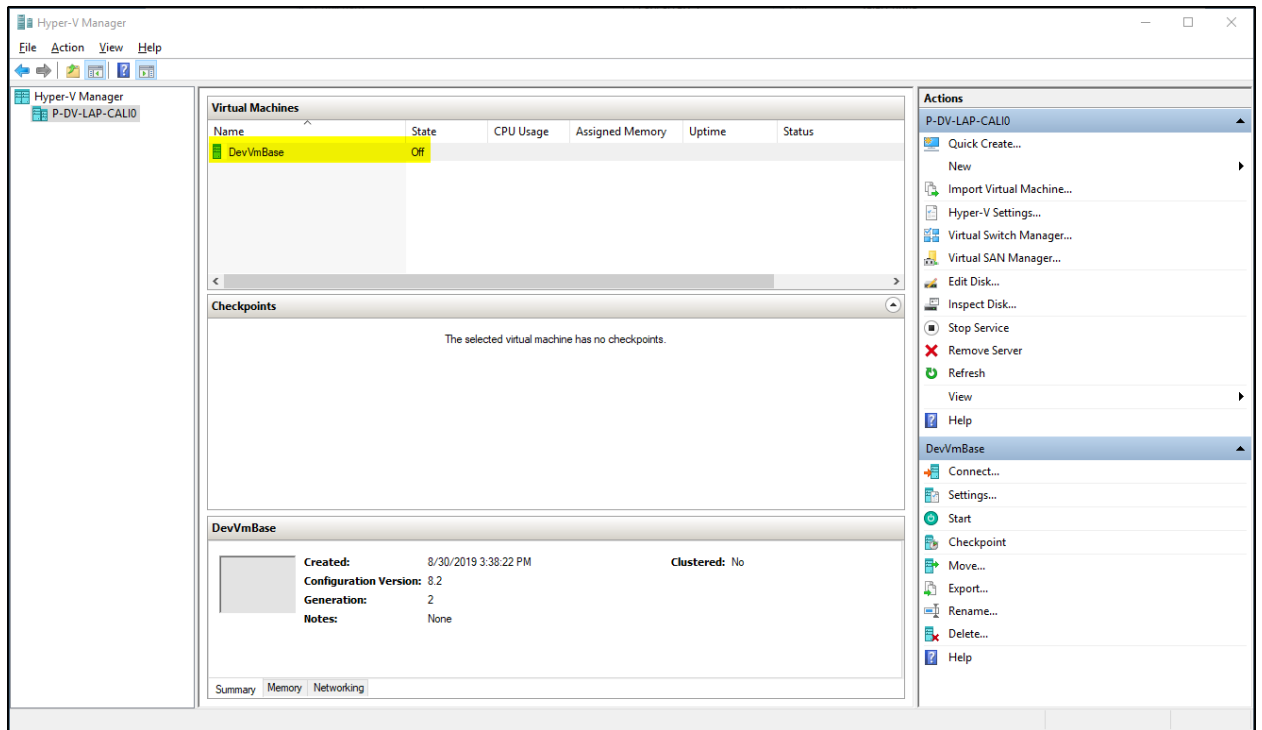 Hyper-V Manager
File Action View Help
Hyper-V Manager
P-DV-LAP-CALI0
Virtual Machines
Name State CPU Usage Assigned Memory Uptime Status
DevVmBase Off
Checkpoints
The selected virtual machine has no checkpoints.
DevVmBase
Created: 8/30/2019 3:38:22 PM Clustered: No
Configuration Version: 8.2
Generation: 2
Notes: None
Summary Memory Networking
Actions
P-DV-LAP-CALI0
Quick Create...
New
Import Virtual Machine...
Hyper-V Settings...
Virtual Switch Manager...
Virtual SAN Manager...
Edit Disk...
Inspect Disk...
Stop Service
Remove Server
Refresh
View
Help
DevVmBase
Connect...
Settings...
Start
Checkpoint
Move...
Export...
Rename...
Delete...
Help